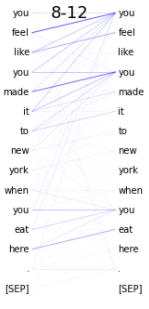 8-12
you you
feel feel
like like
you you
made made
it it
to to
new new
york york
when when
you you
eat eat
here here
. .
[SEP] [SEP]